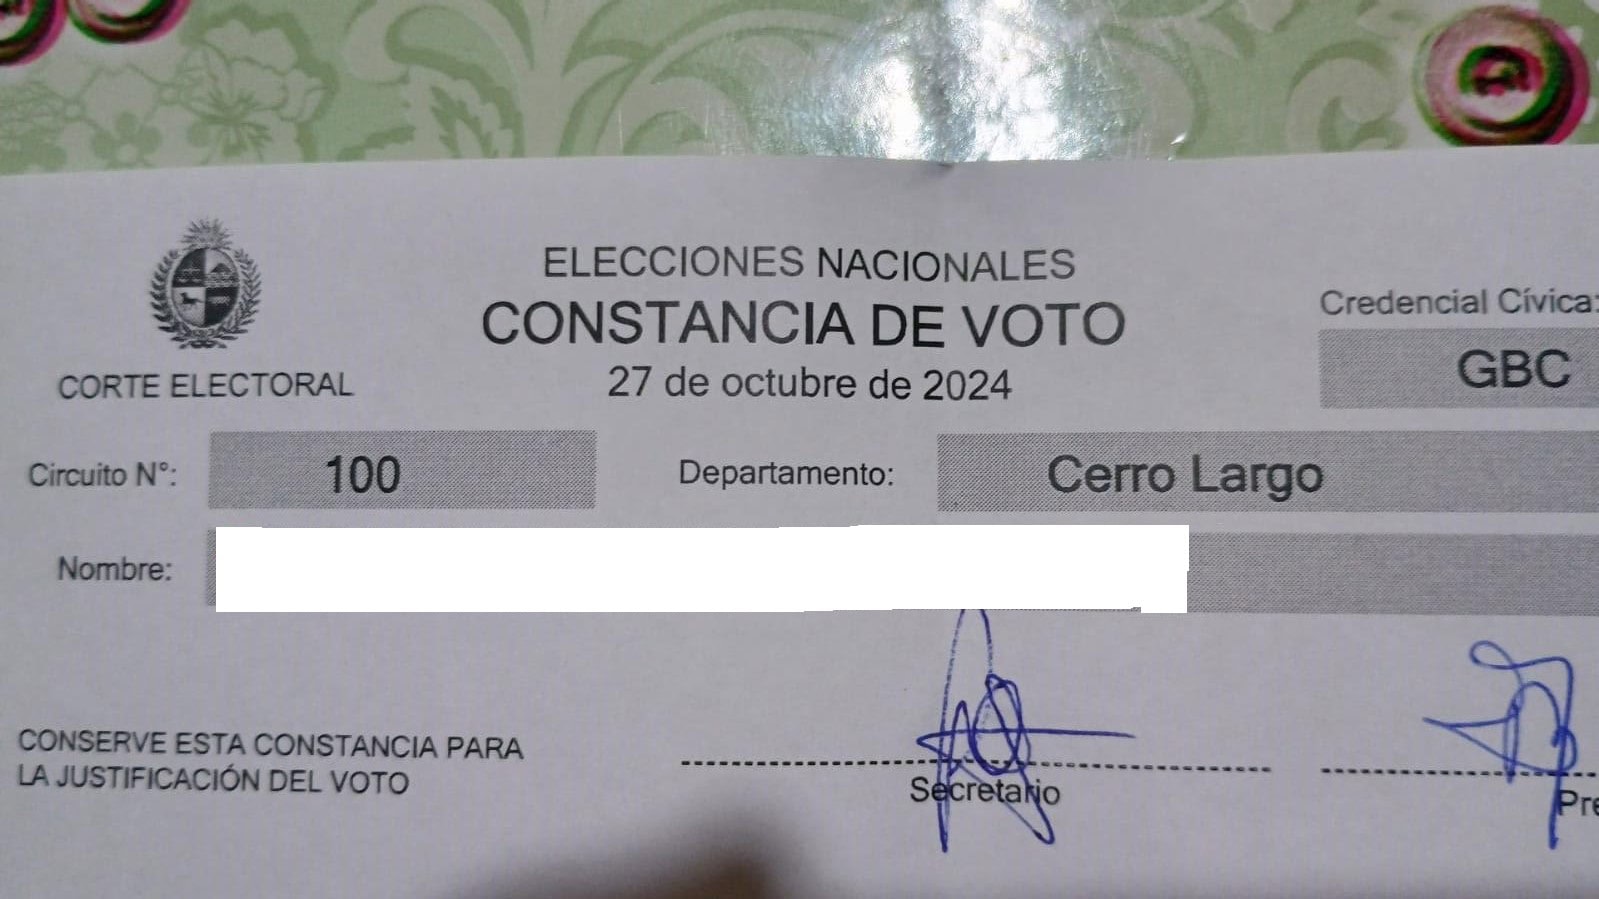 ELECCIONES NACIONALES
CONSTANCIA DE VOTO
27 de octubre de 2024
CORTE ELECTORAL
Credencial Cívica:
GBC
Circuito N°: 100 Departamento: Cerro Largo
Nombre:
CONSERVE ESTA CONSTANCIA PARA
LA JUSTIFICACIÓN DEL VOTO
Secretario
Pre